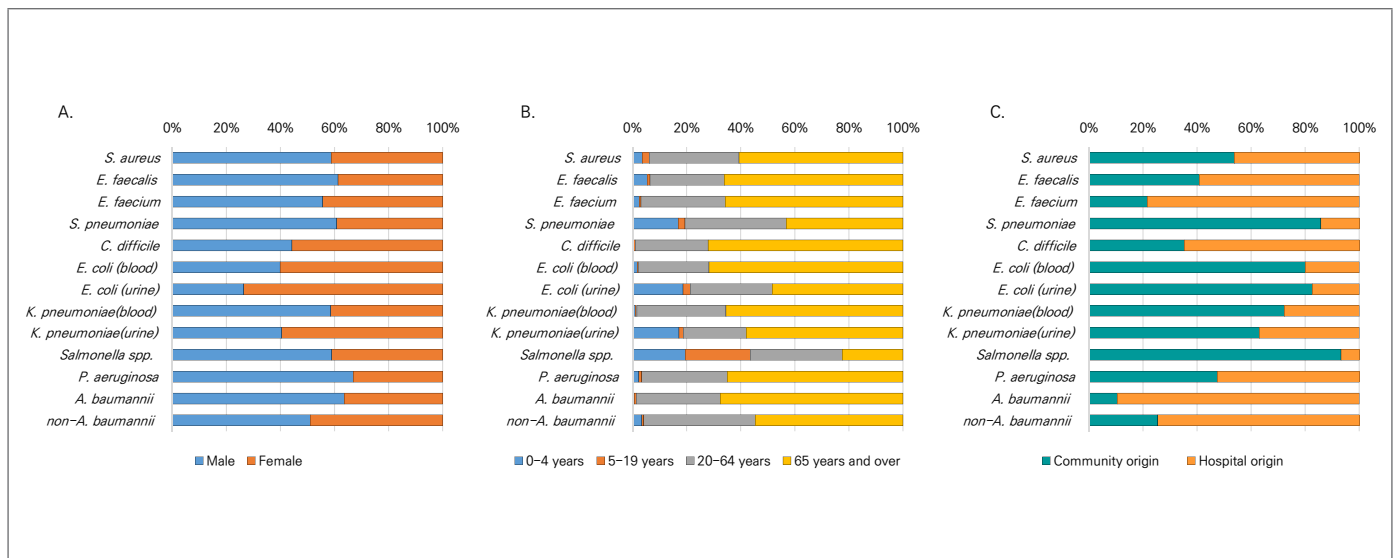 A.
0% 20% 40% 60% 80% 100%
S. aureus
E. faecalis
E. faecium
S. pneumoniae
C. difficile
E. coli (blood)
E. coli (urine)
K. pneumoniae(blood)
K. pneumoniae(urine)
Salmonella spp.
P. aeruginosa
A. baumannii
non-A. baumannii
Male Female
B.
0% 20% 40% 60% 80% 100%
S. aureus
E. faecalis
E. faecium
S. pneumoniae
C. difficile
E. coli (blood)
E. coli (urine)
K. pneumoniae(blood)
K. pneumoniae(urine)
Salmonella spp.
P. aeruginosa
A. baumannii
non-A. baumannii
0-4 years 5-19 years 20-64 years 65 years and over
C.
0% 20% 40% 60% 80% 100%
S. aureus
E. faecalis
E. faecium
S. pneumoniae
C. difficile
E. coli (blood)
E. coli (urine)
K. pneumoniae(blood)
K. pneumoniae(urine)
Salmonella spp.
P. aeruginosa
A. baumannii
non-A. baumannii
Community origin Hospital origin